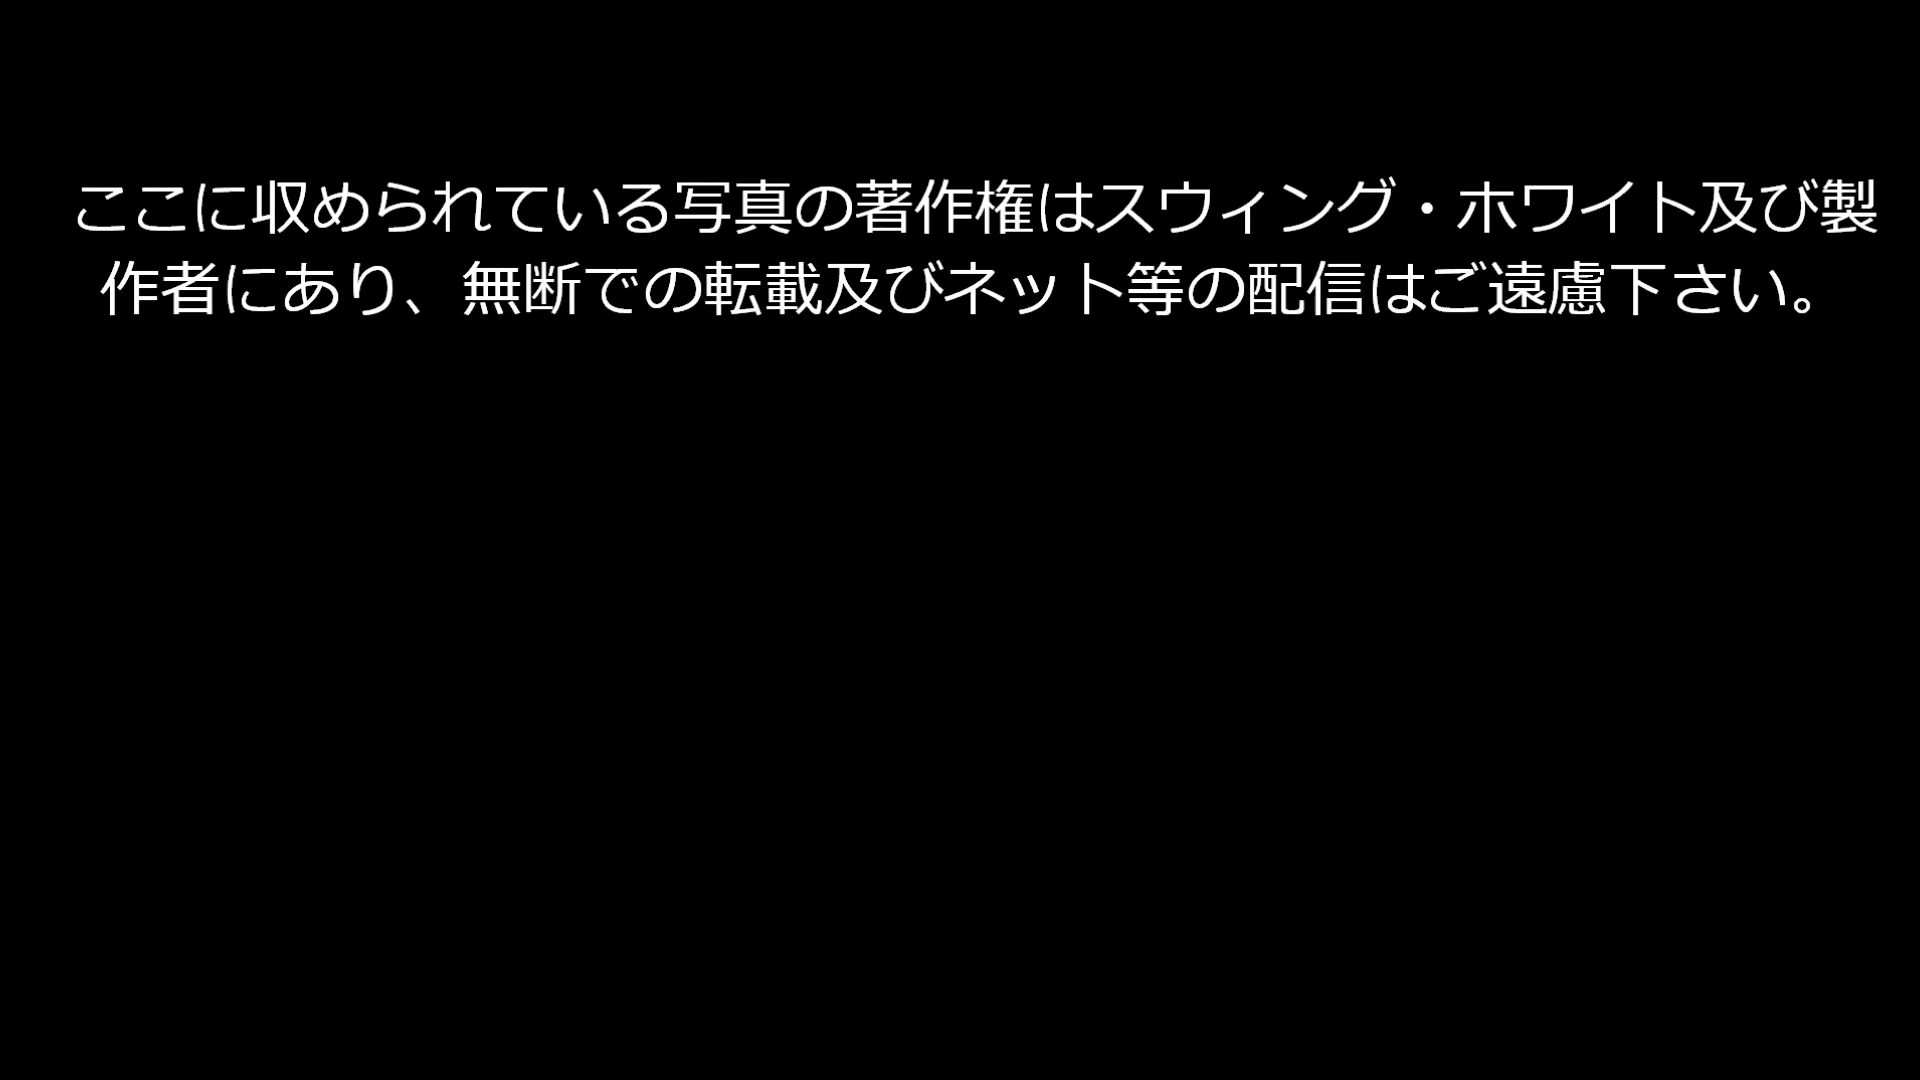 ここに収められている写真の著作権はスウィング・ホワイト及び製
作者にあり、無断での転載及びネット等の配信はご遠慮下さい。